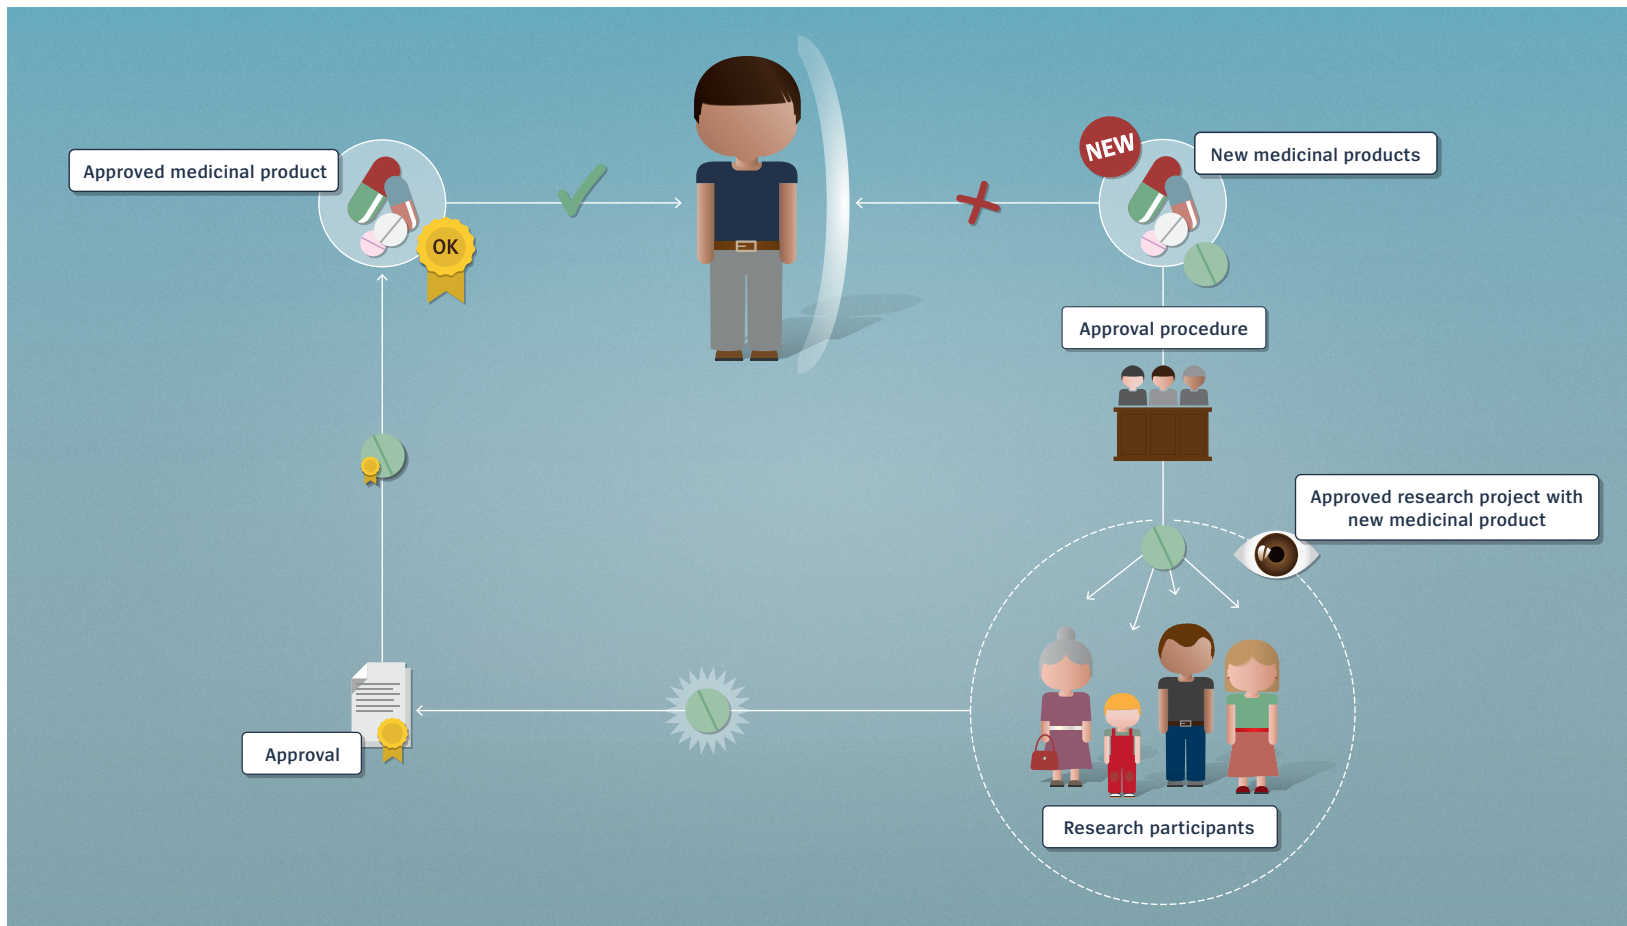 Approved medicinal product
OK
NEW
New medicinal products
Approval procedure
Approved research project with
new medicinal product
Approval
Research participants